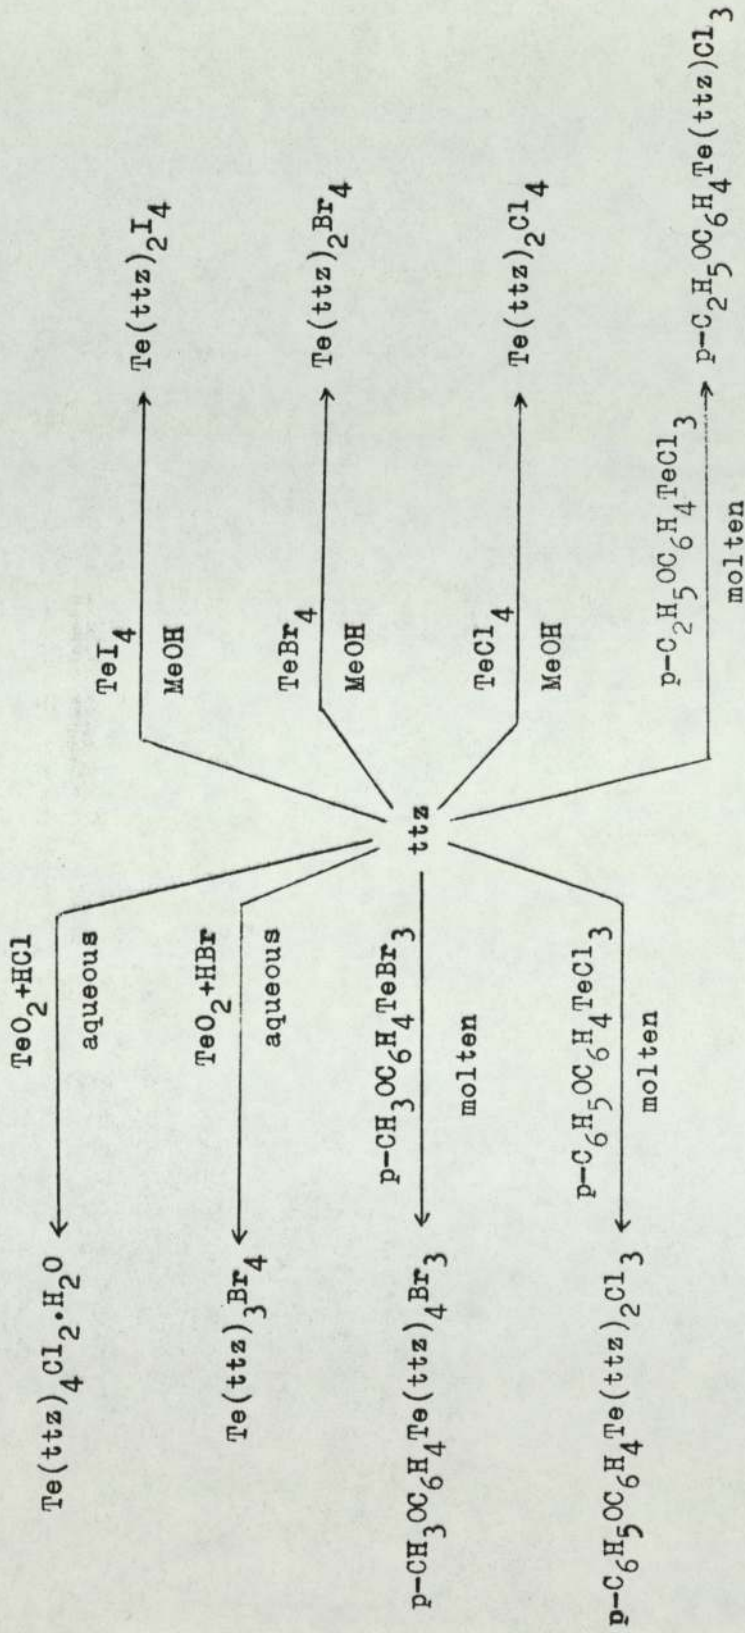 TeO₂+HCl
aqueous
Te(ttz)₄Cl₂·H₂O
TeO₂+HBr
aqueous
Te(ttz)₃Br₄
p-CH₃OC₆H₄TeBr₃
molten
p-CH₃OC₆H₄Te(ttz)₄Br₃
p-C₆H₅OC₆H₄TeCl₃
molten
p-C₆H₅OC₆H₄Te(ttz)₂Cl₃
ttz
TeI₄
MeOH
Te(ttz)₂I₄
TeBr₄
MeOH
Te(ttz)₂Br₄
TeCl₄
MeOH
Te(ttz)₂Cl₄
p-C₂H₅OC₆H₄TeCl₃
molten
p-C₂H₅OC₆H₄Te(ttz)Cl₃